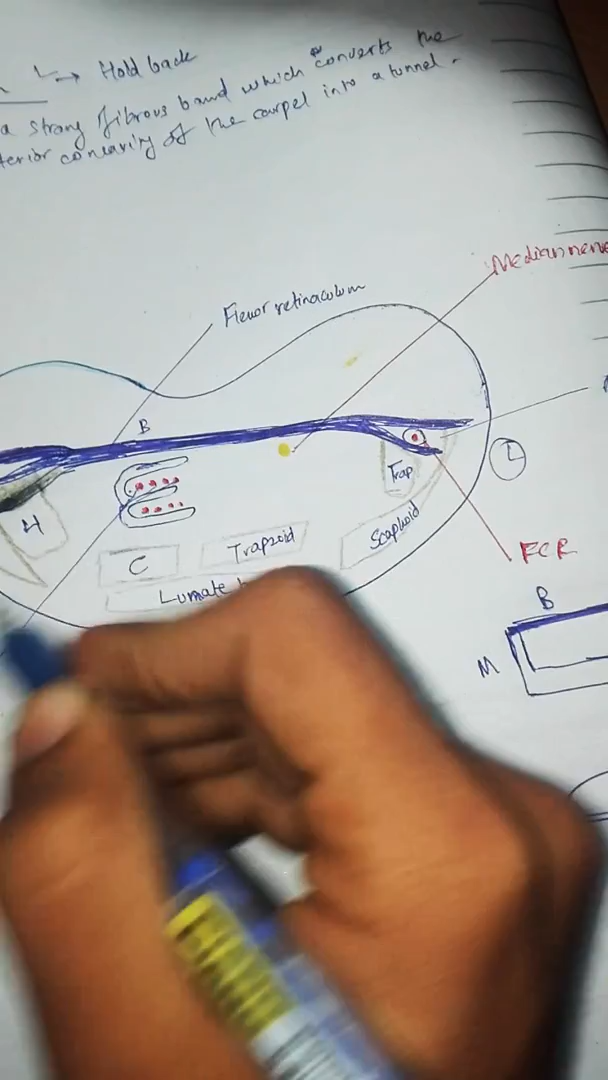 Hold back
a strong fibrous band which converts the
terior concavity of the carpel into a tunnel.
Median nerve
Flexor retinaculum
B
L
Trap
H
Scaphoid
Trapzoid
C
FCR
Lumate
B
M